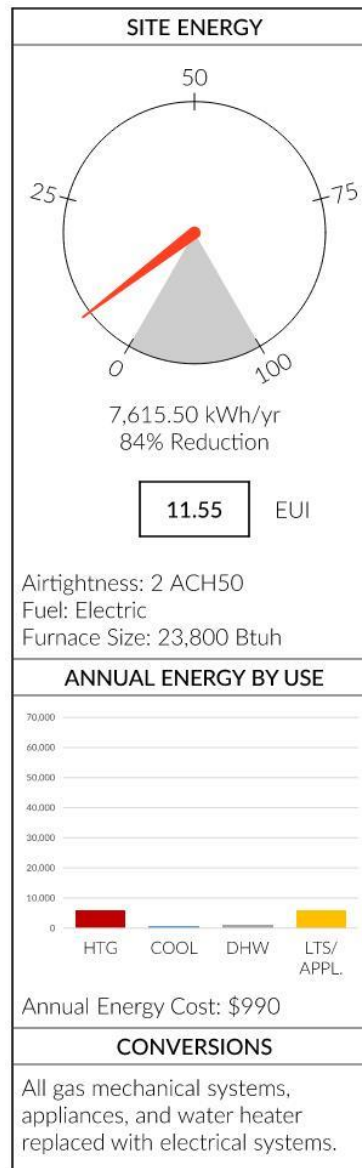 SITE ENERGY
50
25
75
0
100
7,615.50 kWh/yr
84% Reduction
11.55 EUI
Airtightness: 2 ACH50
Fuel: Electric
Furnace Size: 23,800 Btuh
ANNUAL ENERGY BY USE
70,000
60,000
50,000
40,000
30,000
20,000
10,000
0
HTG COOL DHW LTS/
APPL.
Annual Energy Cost: $990
CONVERSIONS
All gas mechanical systems,
appliances, and water heater
replaced with electrical systems.